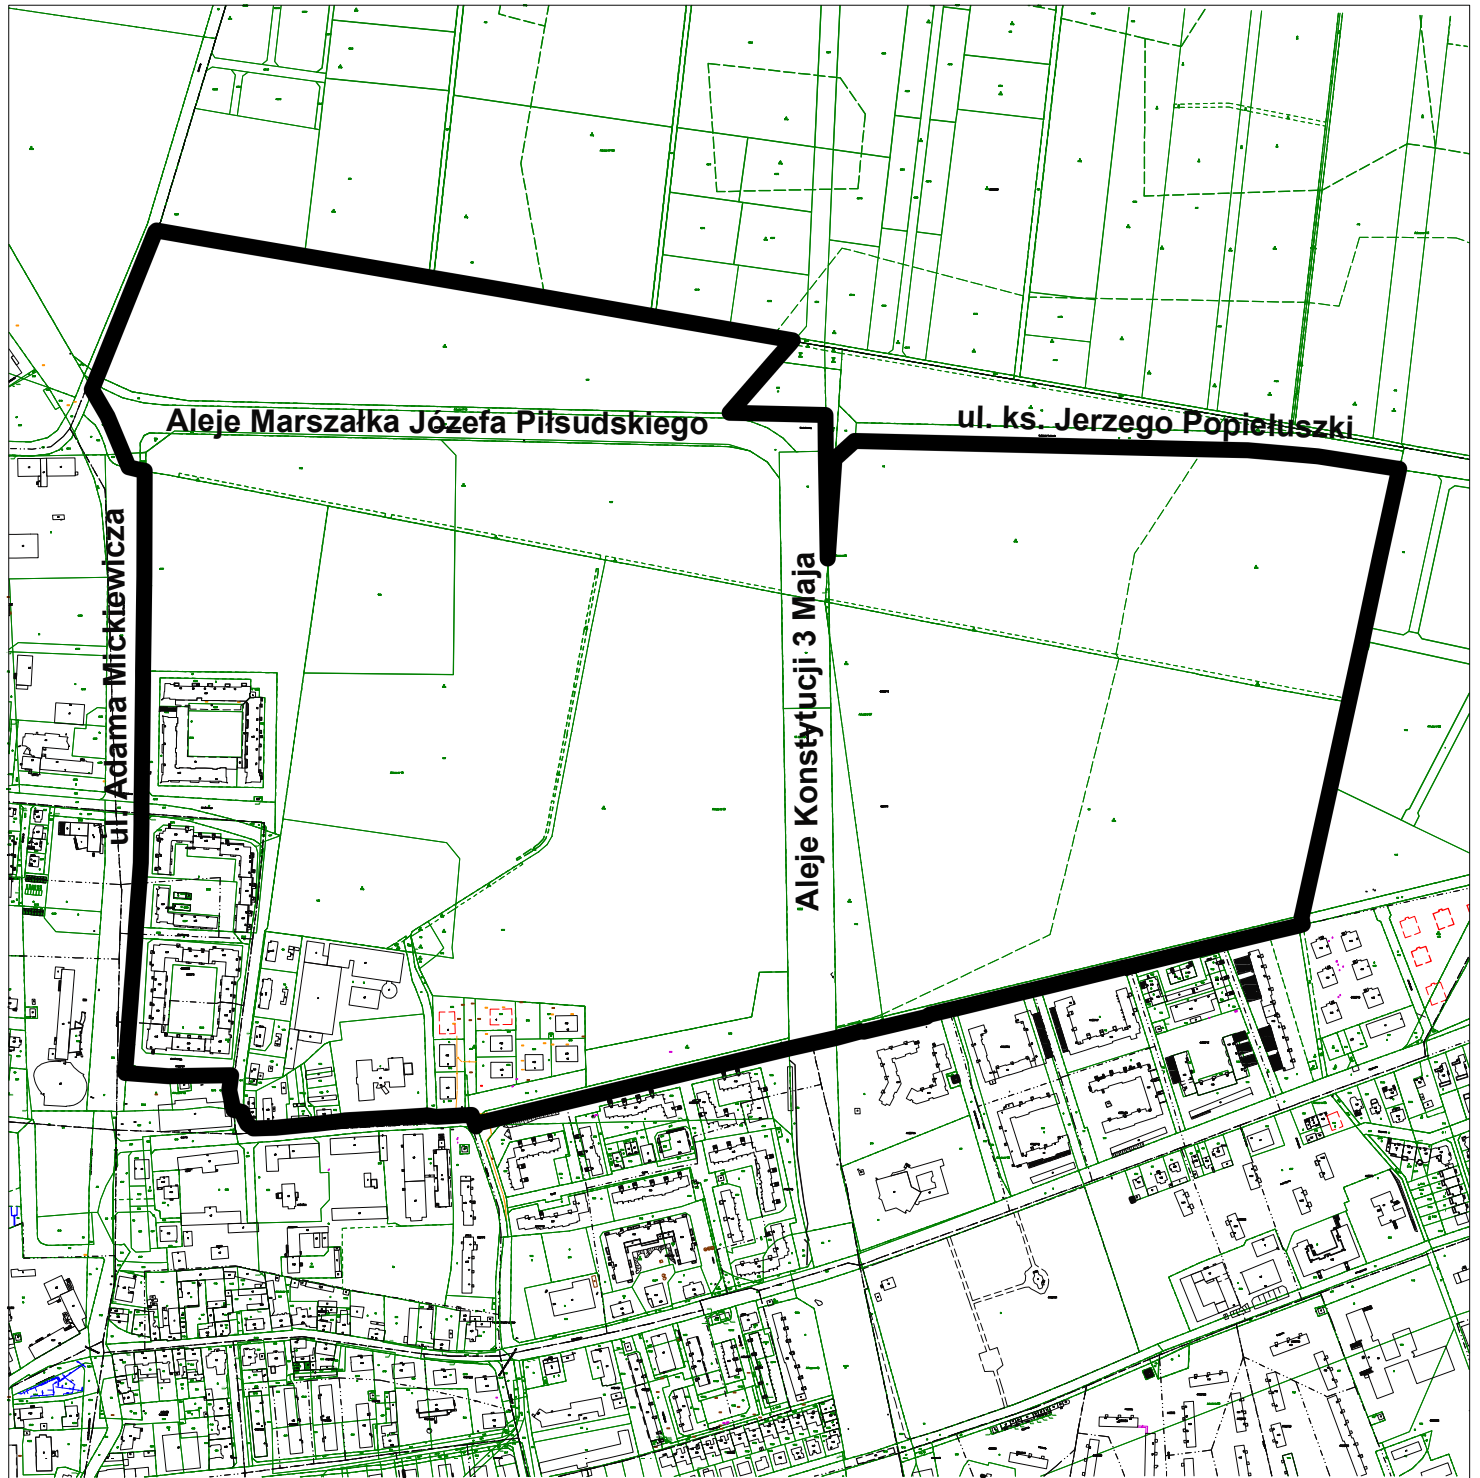 Aleje Marszałka Józefa Piłsudskiego
ul. ks. Jerzego Popiełuszki
ul. Adama Mickiewicza
Aleje Konstytucji 3 Maja